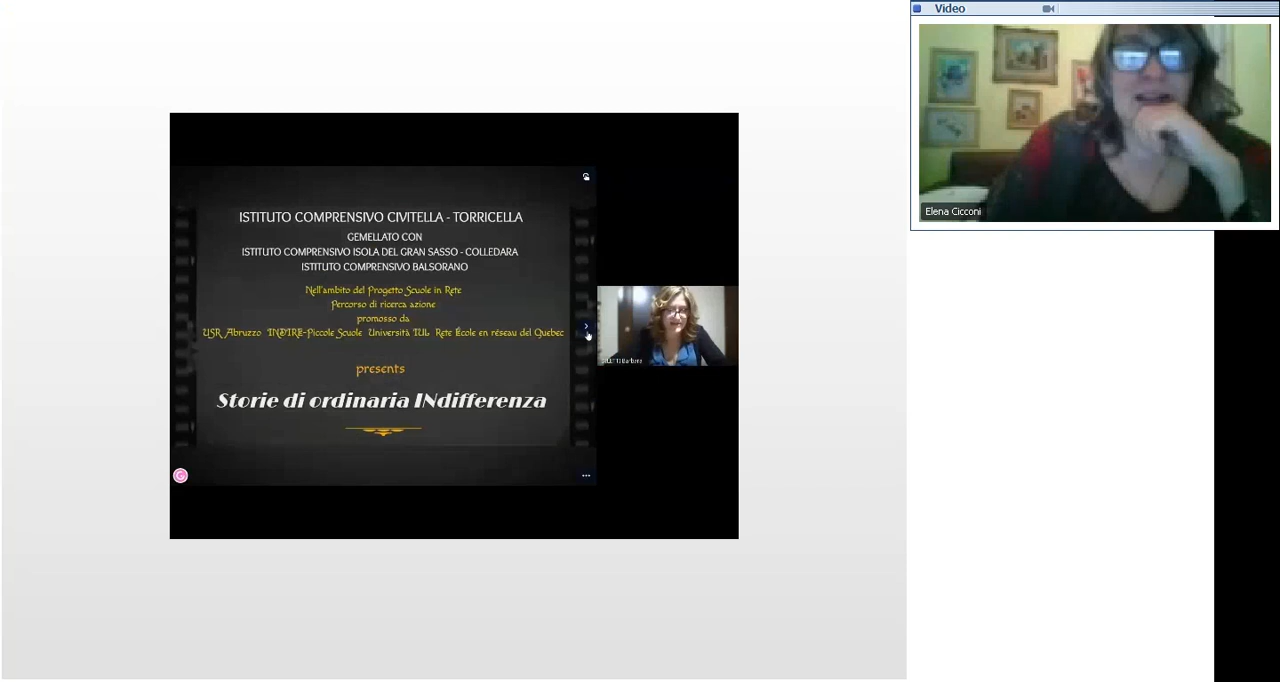 Video
Elena Cicconi
ISTITUTO COMPRENSIVO CIVITELLA - TORRICELLA
GEMELLATO CON
ISTITUTO COMPRENSIVO ISOLA DEL GRAN SASSO - COLLEDARA
ISTITUTO COMPRENSIVO BALSORANO
Nell'ambito del Progetto Scuole in Rete
Percorso di ricerca azione
promosso da
USR Abruzzo INDIRE-Piccole Scuole Università IUL Rete École en réseau del Quebec
presents
Storie di ordinaria INdifferenza
Barbara